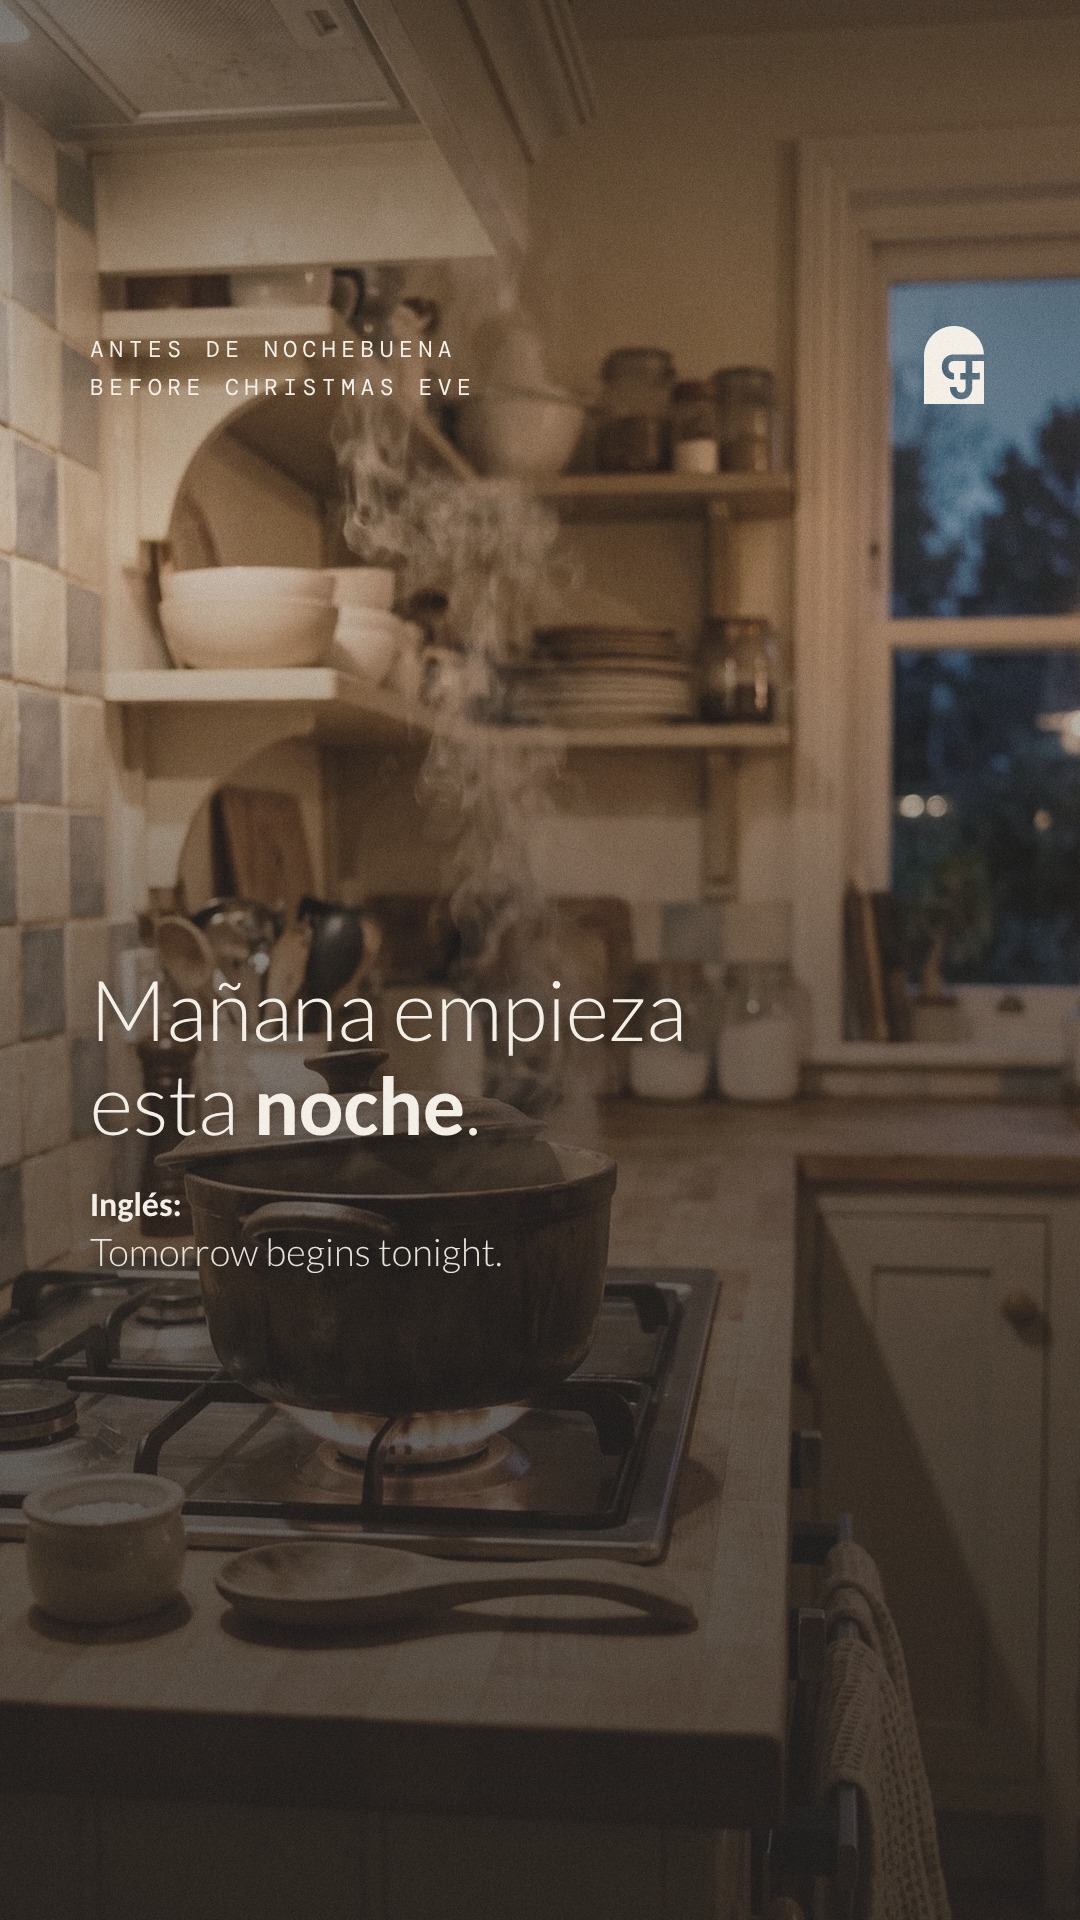 ANTES DE NOCHEBUENA
BEFORE CHRISTMAS EVE
Mañana empieza
esta noche.
Inglés:
Tomorrow begins tonight.